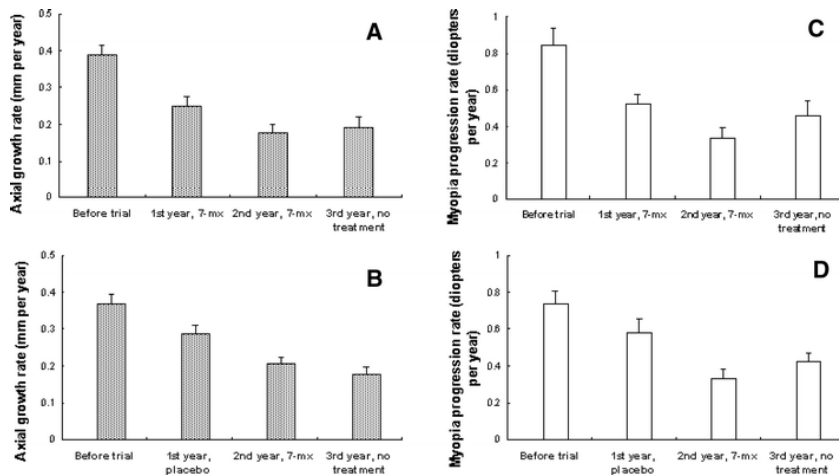 A
Axial growth rate (mm per year)
0.5
0.4
0.3
0.2
0.1
0
Before trial
1st year, 7-mx
2nd year, 7-mx
3rd year, no
treatment
C
Myopia progression rate (diopters
per year)
1
0.8
0.6
0.4
0.2
0
Before trial
1st year, 7-mx
2nd year, 7-mx
3rd year, no
treatment
B
Axial growth rate (mm per year)
0.5
0.4
0.3
0.2
0.1
0
Before trial
1st year,
placebo
2nd year, 7-mx
3rd year, no
treatment
D
Myopia progression rate (diopters
per year)
1
0.8
0.6
0.4
0.2
0
Before trial
1st year,
placebo
2nd year, 7-mx
3rd year, no
treatment